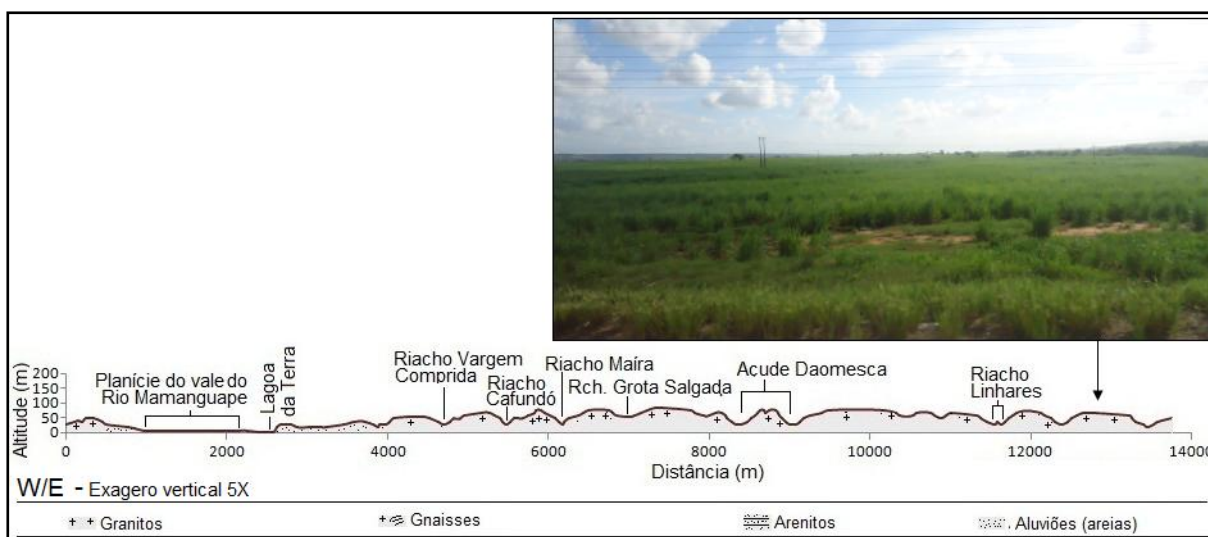 Altitude (m)
200
150
100
50
0
Planície do vale do
Rio Mamanguape
Lagoa
da Terra
Riacho Vargem
Comprida
Riacho
Cafundó
Riacho Maíra
Rch. Grota Salgada
Acude Daomesca
Riacho
Linhares
0 2000 4000 6000 8000 10000 12000 14000
Distância (m)
W/E - Exagero vertical 5X
Granitos
Gnaisses
Arenitos
Aluviões (areias)